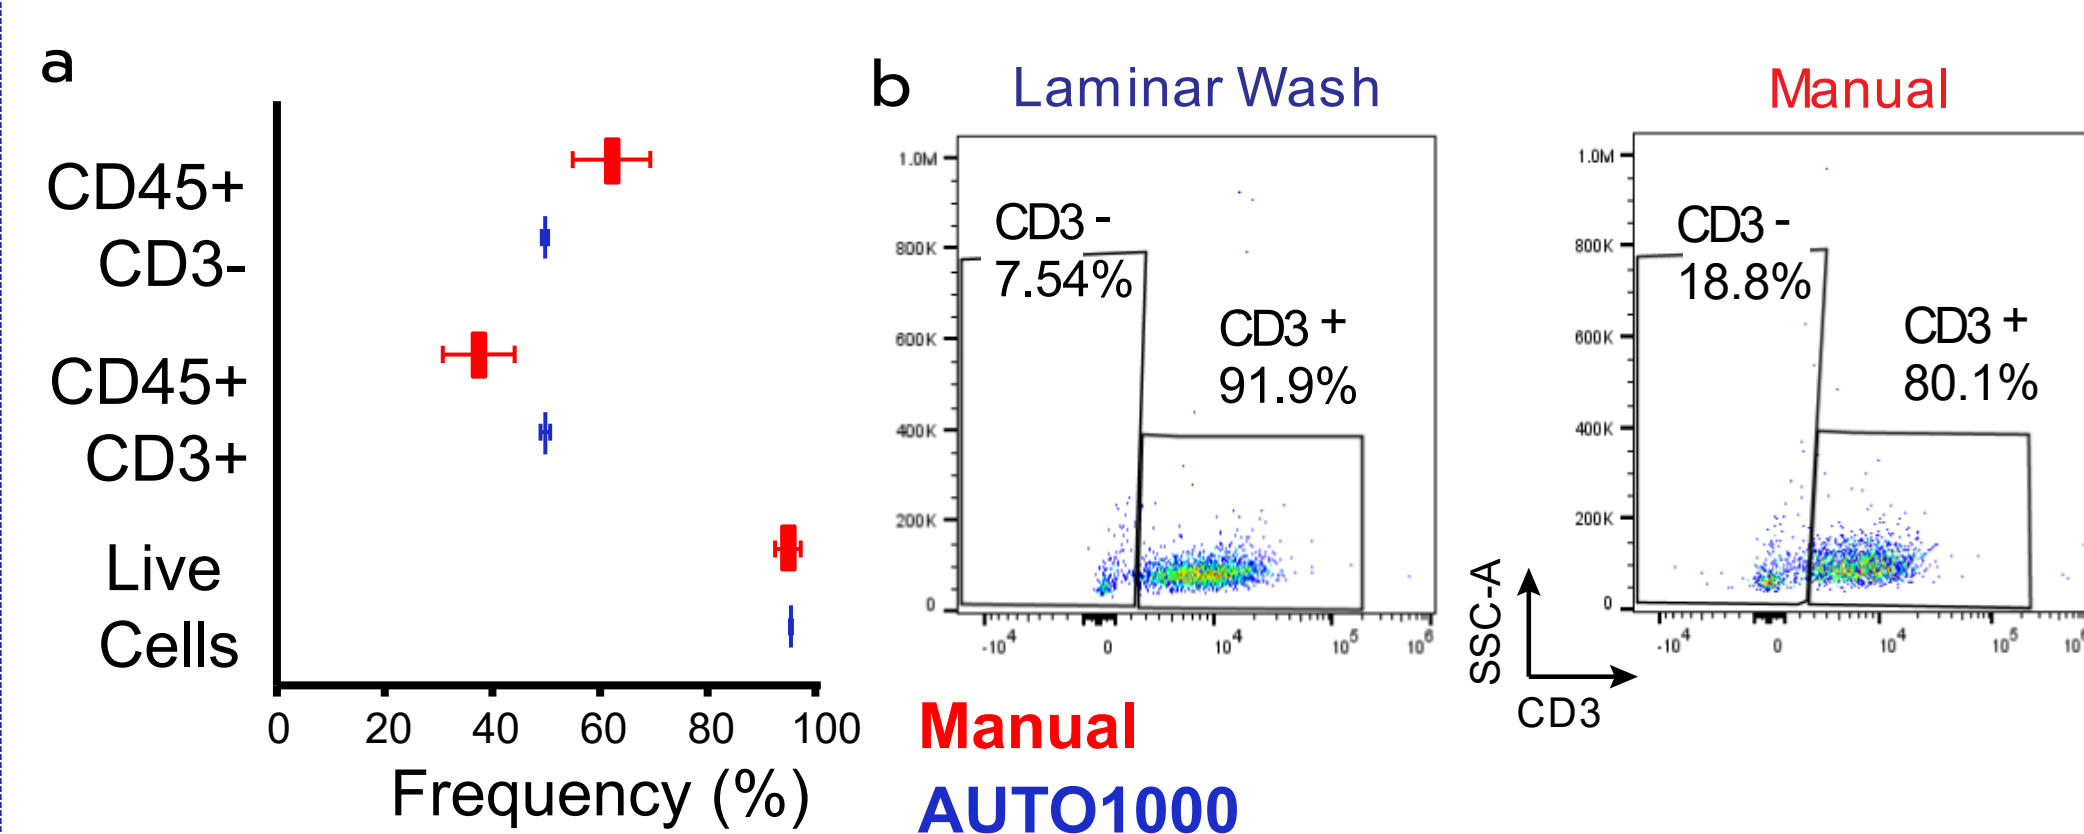 a
CD45+
CD3-
CD45+
CD3+
Live
Cells
0 20 40 60 80 100
Frequency (%)
Manual
AUTO1000
b
Laminar Wash
1.0M
800K
600K
400K
200K
0
CD3 -
7.54%
CD3 +
91.9%
-10^4 0 10^4 10^5 10^6
Manual
1.0M
800K
600K
400K
200K
0
CD3 -
18.8%
CD3 +
80.1%
-10^4 0 10^4 10^5
SSC-A
CD3